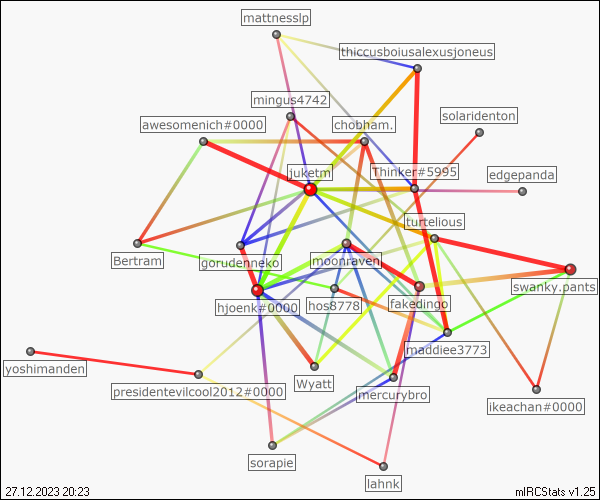 mattnesslp
thiccusboiusalexusjoneus
mingus4742
solaridenton
awesomenich#0000
chobham.
juketm
Thinker#5995
edgepanda
turtelious
Bertram
gorudenneko
moonraven
swanky.pants
hjoenk#0000
hos8778
fakedingo
maddiee3773
yoshimanden
presidentevilcool2012#0000
Wyatt
mercurybro
ikeachan#0000
sorapie
lahnk
27.12.2023 20:23
mIRCStats v1.25